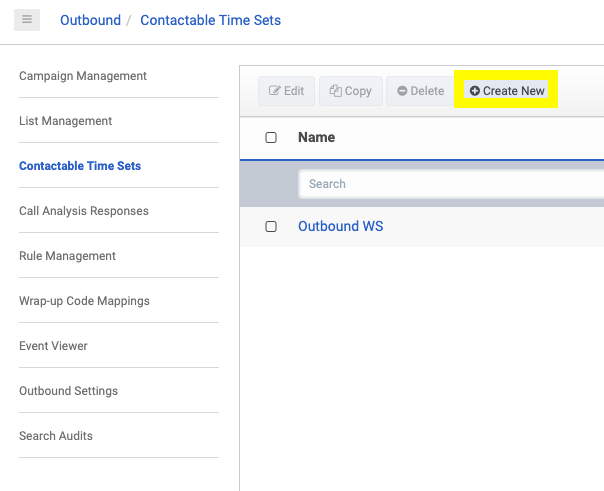 Outbound / Contactable Time Sets
Campaign Management
List Management
Contactable Time Sets
Call Analysis Responses
Rule Management
Wrap-up Code Mappings
Event Viewer
Outbound Settings
Search Audits
Edit Copy Delete Create New
Name
Search
Outbound WS